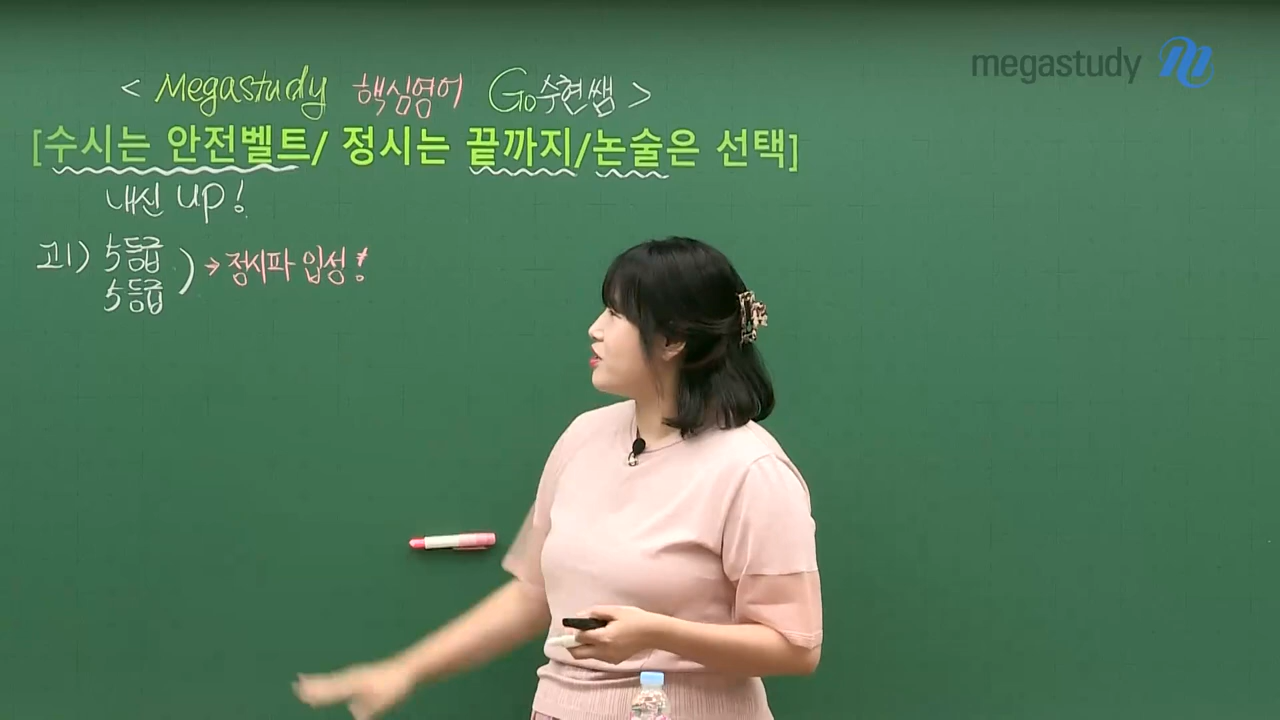 megastudy
< Megastudy 핵심영어 Go수현쌤 >
[수시는 안전벨트/ 정시는 끝까지/논술은 선택]
내신 up!
고1) 5등급
5등급
→ 정시파 입성!